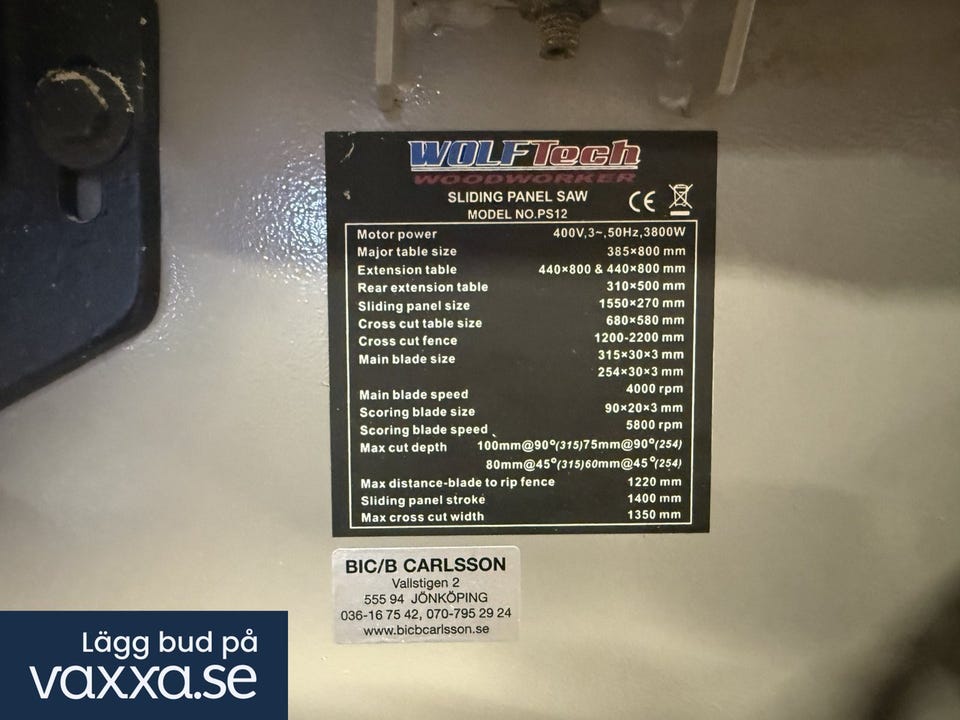 WOLFTech
WOODWORKER
SLIDING PANEL SAW
MODEL NO.PS12
CE
Motor power 400V,3~,50Hz,3800W
Major table size 385×800 mm
Extension table 440×800 & 440×800 mm
Rear extension table 310×500 mm
Sliding panel size 1550×270 mm
Cross cut table size 680×580 mm
Cross cut fence 1200-2200 mm
Main blade size 315×30×3 mm
254×30×3 mm
Main blade speed 4000 rpm
Scoring blade size 90×20×3 mm
Scoring blade speed 5800 rpm
Max cut depth 100mm@90°(315)75mm@90°(254)
80mm@45°(315)60mm@45°(254)
Max distance-blade to rip fence 1220 mm
Sliding panel stroke 1400 mm
Max cross cut width 1350 mm
BIC/B CARLSSON
Vallstigen 2
555 94 JÖNKÖPING
036-16 75 42, 070-795 29 24
www.bicbcarlsson.se
Lägg bud på
vaxxa.se